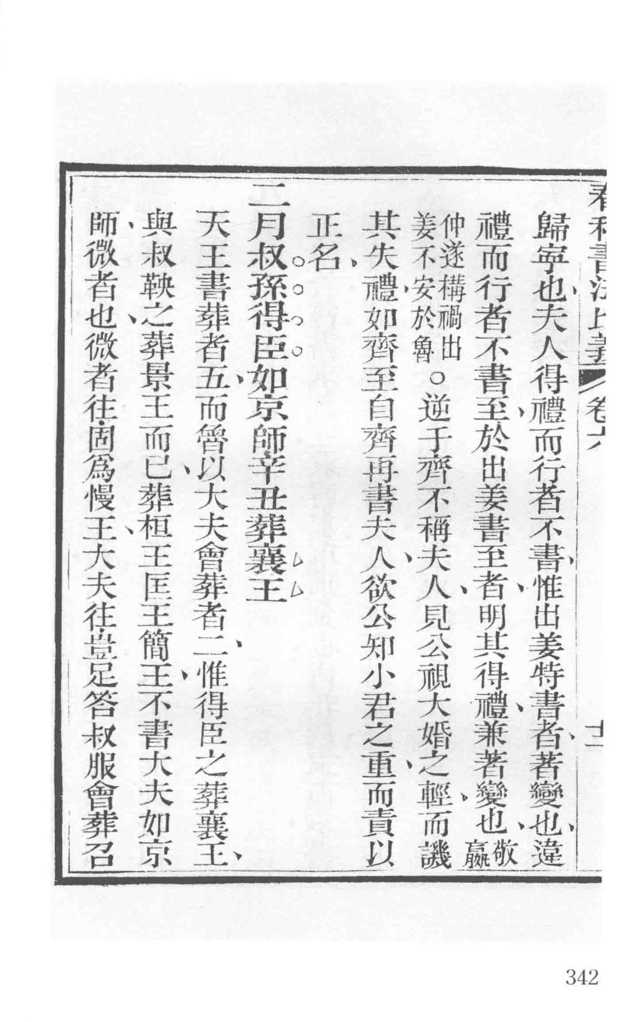 春秋書法比義 卷六 十二
歸寧也夫人得禮而行者不書惟出姜特書者著變也違
禮而行者不書至於出姜書至者明其得禮兼著變也敬嬴
仲遂構禍出姜不安於魯○逆于齊不稱夫人見公視大婚之輕而譏
其失禮如齊至自齊再書夫人欲公知小君之重而責以
正名
二月叔孫得臣如京師辛丑葬襄王
天王書葬者五而魯以大夫會葬者二惟得臣之葬襄王
與叔鞅之葬景王而已葬桓王匡王簡王不書大夫如京
師微者也微者往固爲慢王大夫往豈足答叔服會葬召
342